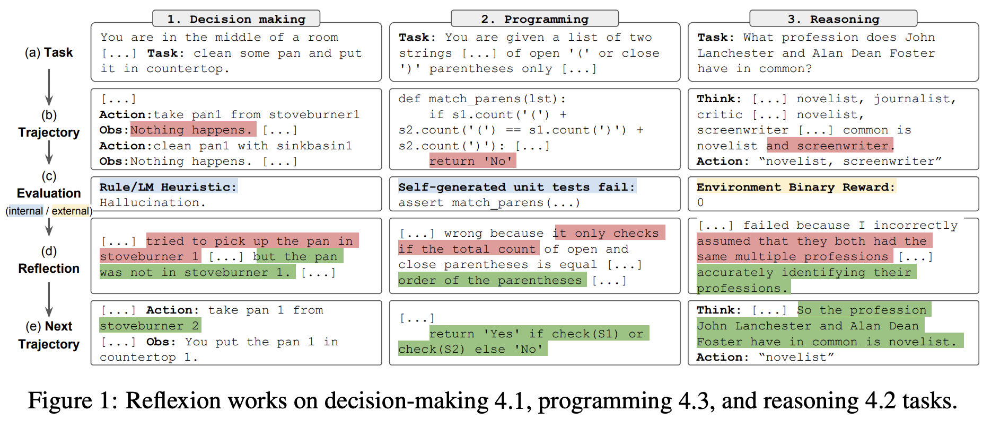 1. Decision making
2. Programming
3. Reasoning
(a) Task
You are in the middle of a room
[...] Task: clean some pan and put
it in countertop.
Task: You are given a list of two
strings [...] of open '(' or close
')' parentheses only [...]
Task: What profession does John
Lanchester and Alan Dean Foster
have in common?
(b)
Trajectory
[...]
Action:take pan1 from stoveburner1
Obs:Nothing happens. [...]
Action:clean pan1 with sinkbasin1
Obs:Nothing happens. [...]
def match_parens(lst):
    if s1.count('(') +
s2.count('(') == s1.count(')') +
s2.count(')'): [...]
    return 'No'
Think: [...] novelist, journalist,
critic [...] novelist,
screenwriter [...] common is
novelist and screenwriter.
Action: “novelist, screenwriter”
(c)
Evaluation
(internal / external)
Rule/LM Heuristic:
Hallucination.
Self-generated unit tests fail:
assert match_parens(...)
Environment Binary Reward:
0
(d)
Reflection
[...] tried to pick up the pan in
stoveburner 1 [...] but the pan
was not in stoveburner 1. [...]
[...] wrong because it only checks
if the total count of open and
close parentheses is equal [...]
order of the parentheses [...]
[...] failed because I incorrectly
assumed that they both had the
same multiple professions [...]
accurately identifying their
professions.
(e) Next
Trajectory
[...] Action: take pan 1 from
stoveburner 2
[...] Obs: You put the pan 1 in
countertop 1.
[...]
    return 'Yes' if check(S1) or
check(S2) else 'No'
Think: [...] So the profession
John Lanchester and Alan Dean
Foster have in common is novelist.
Action: “novelist”
Figure 1: Reflexion works on decision-making 4.1, programming 4.3, and reasoning 4.2 tasks.